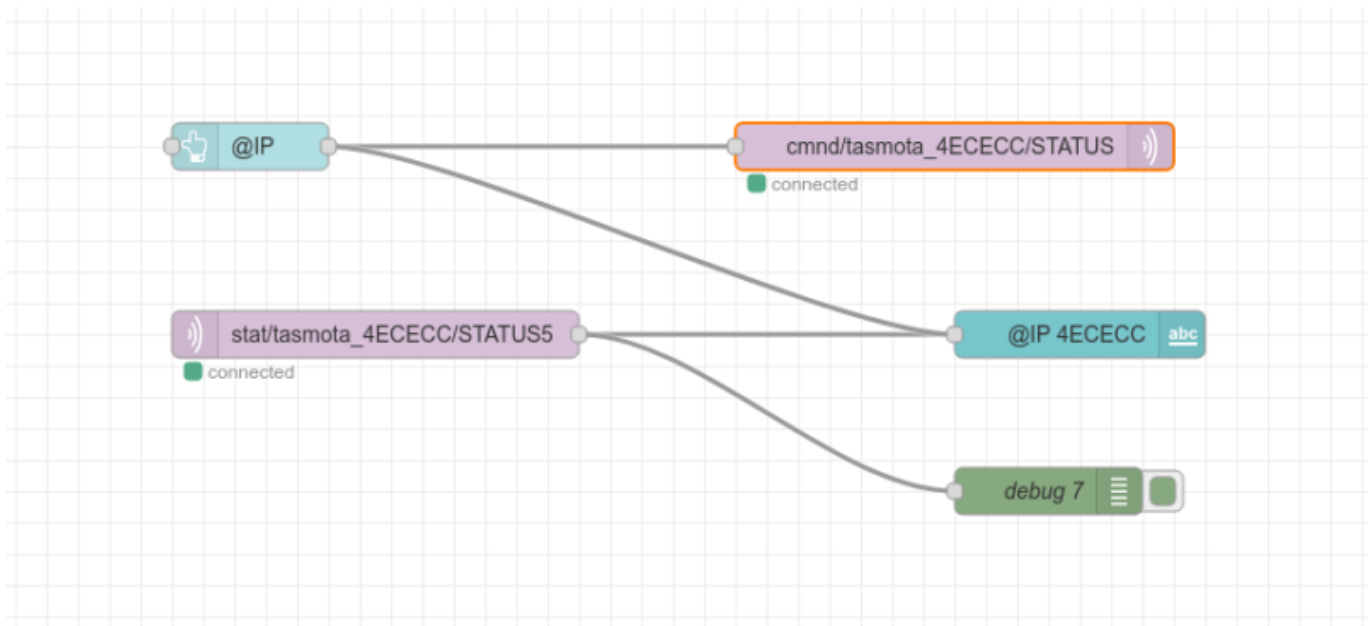 @IP
cmnd/tasmota_4ECECC/STATUS
connected
stat/tasmota_4ECECC/STATUS5
connected
@IP 4ECECC
abc
debug 7